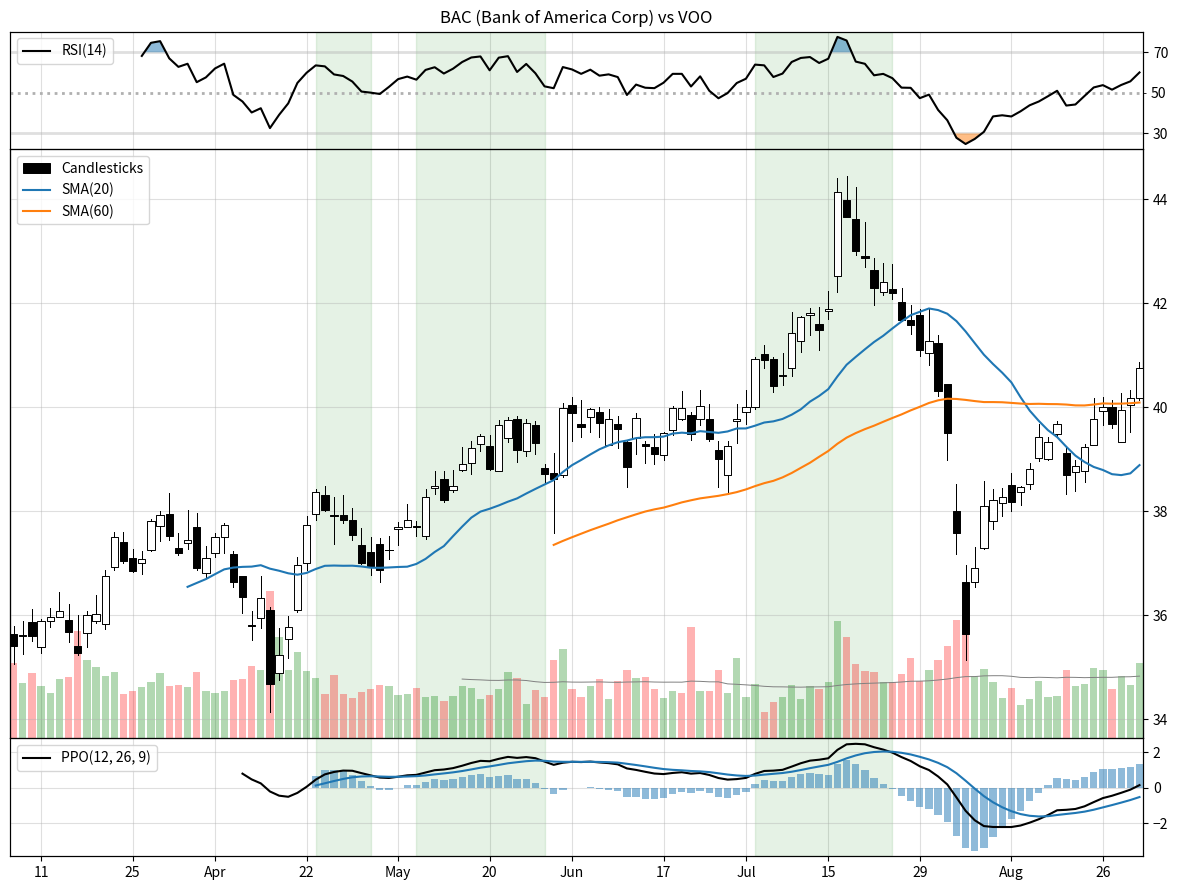 BAC (Bank of America Corp) vs VOO
RSI(14)
70
50
30
Candlesticks
SMA(20)
SMA(60)
44
42
40
38
36
34
PPO(12, 26, 9)
2
0
−2
11 25 Apr 22 May 20 Jun 17 Jul 15 29 Aug 26